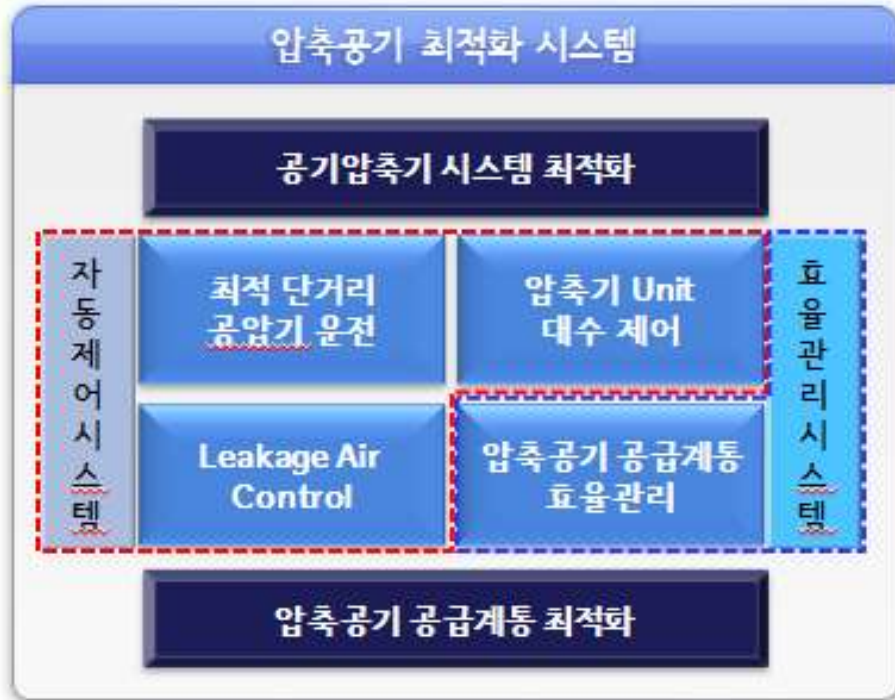 압축공기 최적화 시스템
공기압축기 시스템 최적화
자동제어시스템
최적 단거리
공압기 운전
압축기 Unit
대수 제어
효율관리시스템
Leakage Air
Control
압축공기 공급계통
효율관리
압축공기 공급계통 최적화